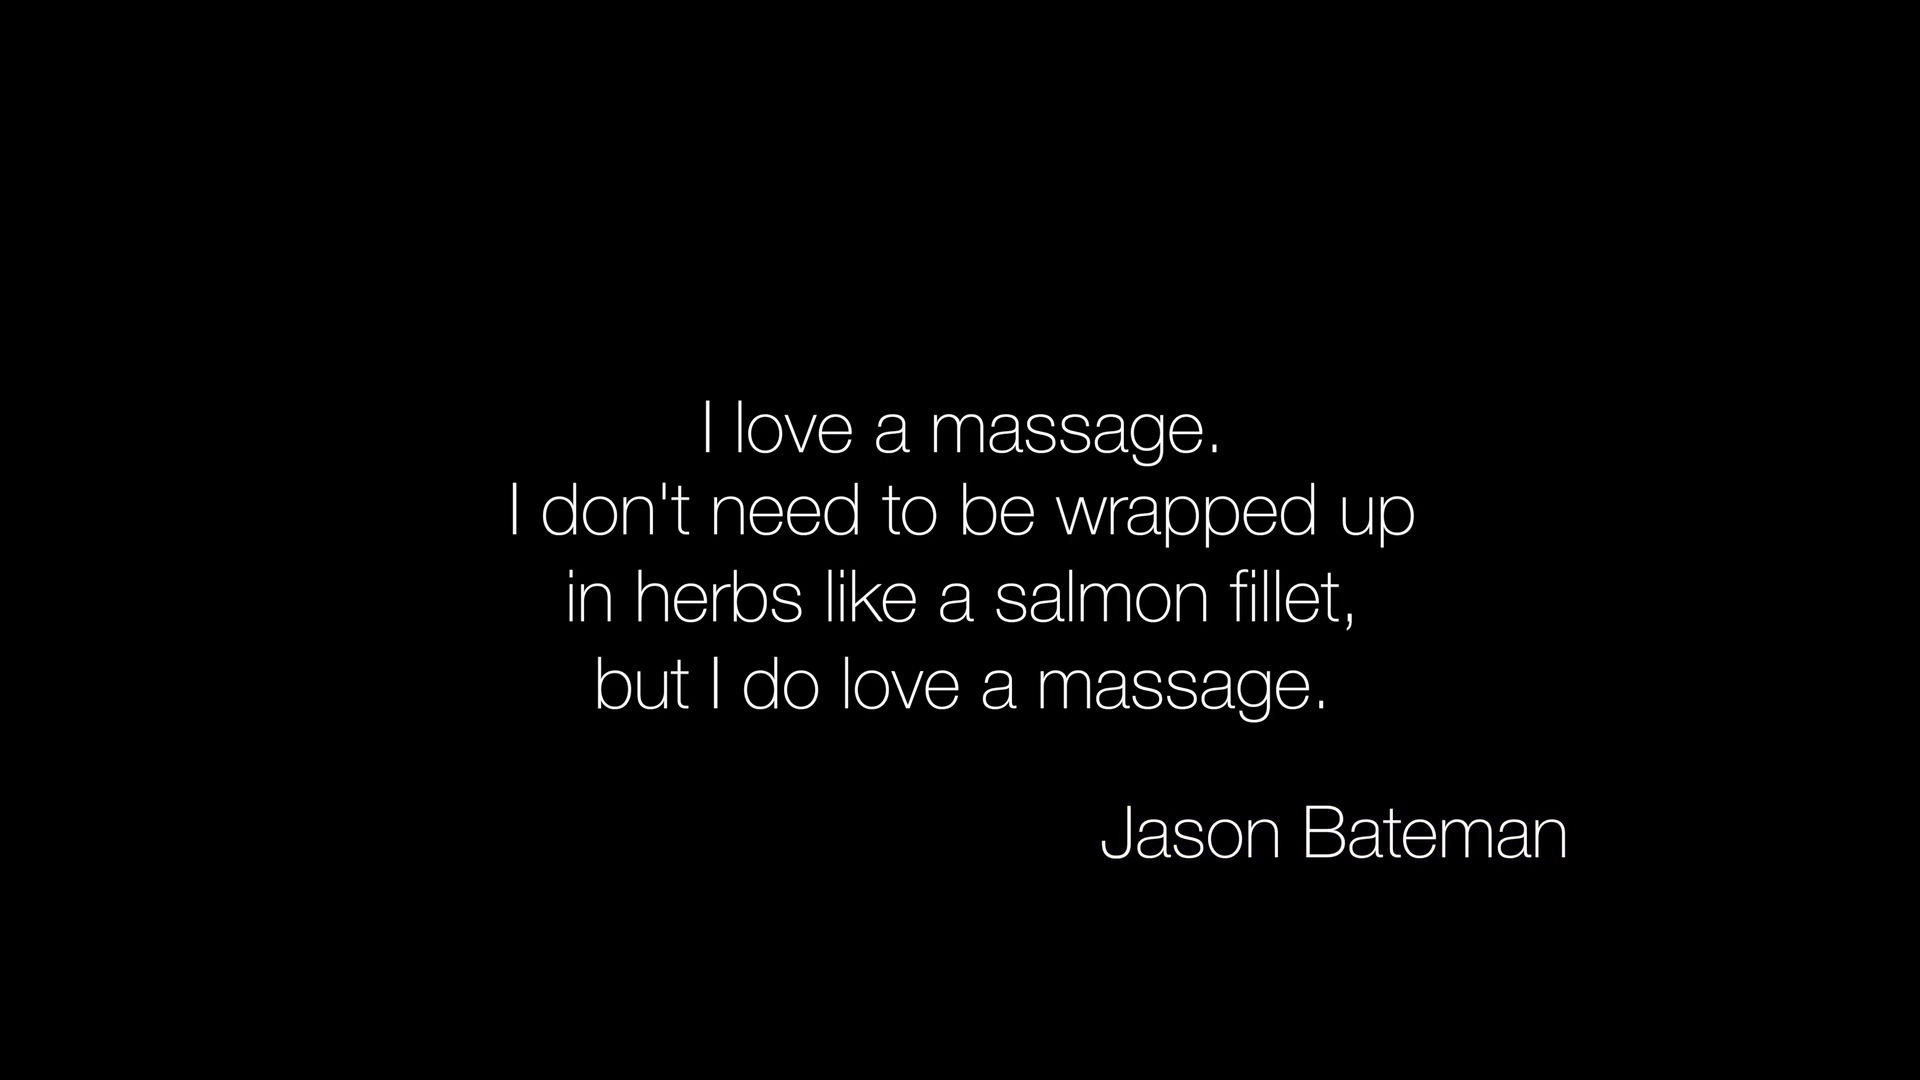 I love a massage.
I don't need to be wrapped up
in herbs like a salmon fillet,
but I do love a massage.
Jason Bateman